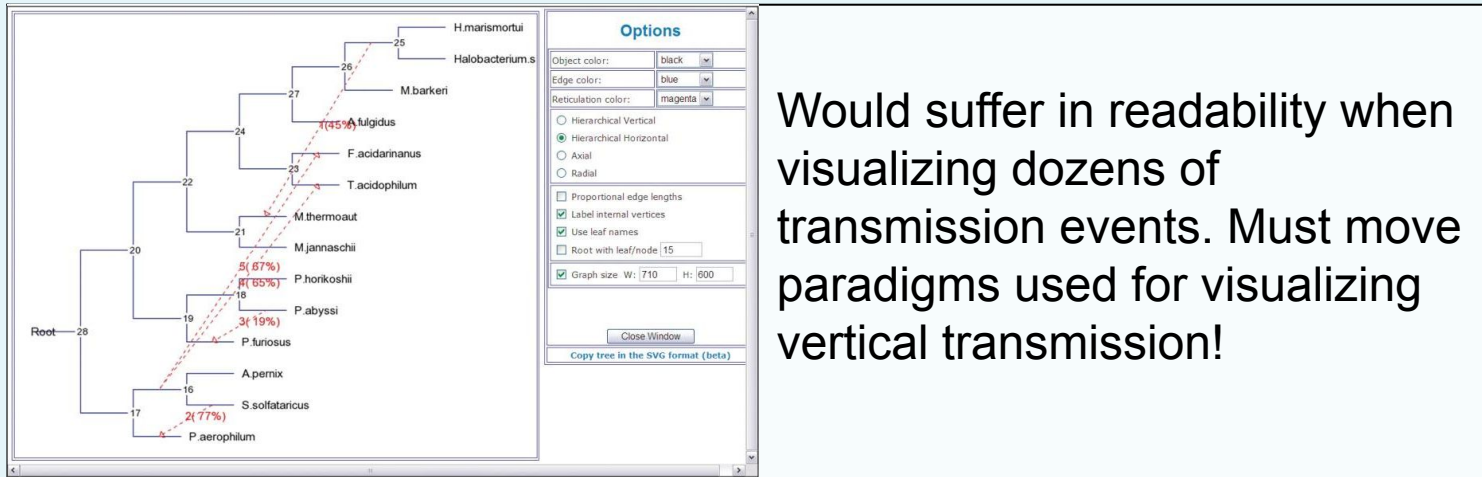 H.marismortui
25
Halobacterium.s
26
M.barkeri
27
1(45%)
A.fulgidus
24
F.acidarinanus
23
T.acidophilum
22
M.thermoaut
21
M.jannaschii
20
5( 67%)
P.horikoshii
4( 65%)
18
P.abyssi
19
3( 19%)
P.furiosus
Root
28
A.pernix
16
S.solfataricus
17
2( 77%)
P.aerophilum
Options
Object color: black
Edge color: blue
Reticulation color: magenta
Hierarchical Vertical
Hierarchical Horizontal
Axial
Radial
Proportional edge lengths
Label internal vertices
Use leaf names
Root with leaf/node 15
Graph size W: 710 H: 600
Close Window
Copy tree in the SVG format (beta)
Would suffer in readability when
visualizing dozens of
transmission events. Must move
paradigms used for visualizing
vertical transmission!